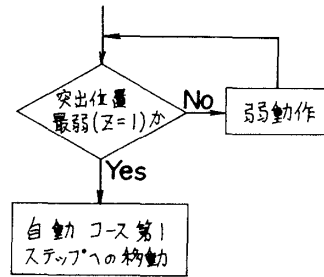 突出位置
最弱(Z=1)か
No
弱動作
Yes
自動 コース第1
ステップへの移動